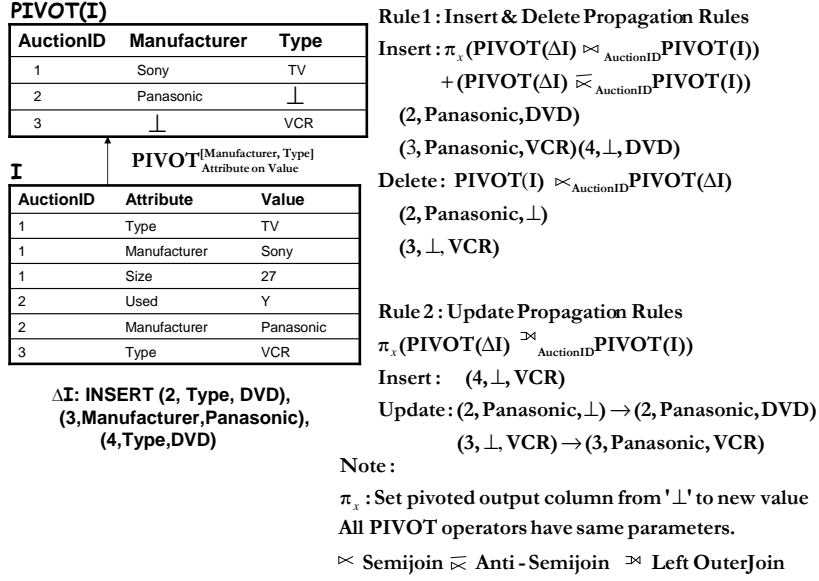 PIVOT(I)
AuctionID Manufacturer Type
1 Sony TV
2 Panasonic ⊥
3 ⊥ VCR
PIVOT [Manufacturer, Type] Attribute on Value
I
AuctionID Attribute Value
1 Type TV
1 Manufacturer Sony
1 Size 27
2 Used Y
2 Manufacturer Panasonic
3 Type VCR
ΔI: INSERT (2, Type, DVD),
(3,Manufacturer,Panasonic),
(4,Type,DVD)
Rule1 : Insert & Delete Propagation Rules
Insert : πx(PIVOT(ΔI) ⋈ AuctionID PIVOT(I))
+ (PIVOT(ΔI) ⋉̅ AuctionID PIVOT(I))
(2, Panasonic, DVD)
(3, Panasonic, VCR)(4, ⊥, DVD)
Delete : PIVOT(I) ⋉ AuctionID PIVOT(ΔI)
(2, Panasonic, ⊥)
(3, ⊥, VCR)
Rule 2 : Update Propagation Rules
πx(PIVOT(ΔI) ⟕ AuctionID PIVOT(I))
Insert : (4, ⊥, VCR)
Update : (2, Panasonic, ⊥) → (2, Panasonic, DVD)
(3, ⊥, VCR) → (3, Panasonic, VCR)
Note :
πx : Set pivoted output column from '⊥' to new value
All PIVOT operators have same parameters.
⋉ Semijoin ⋉̅ Anti - Semijoin ⟕ Left OuterJoin